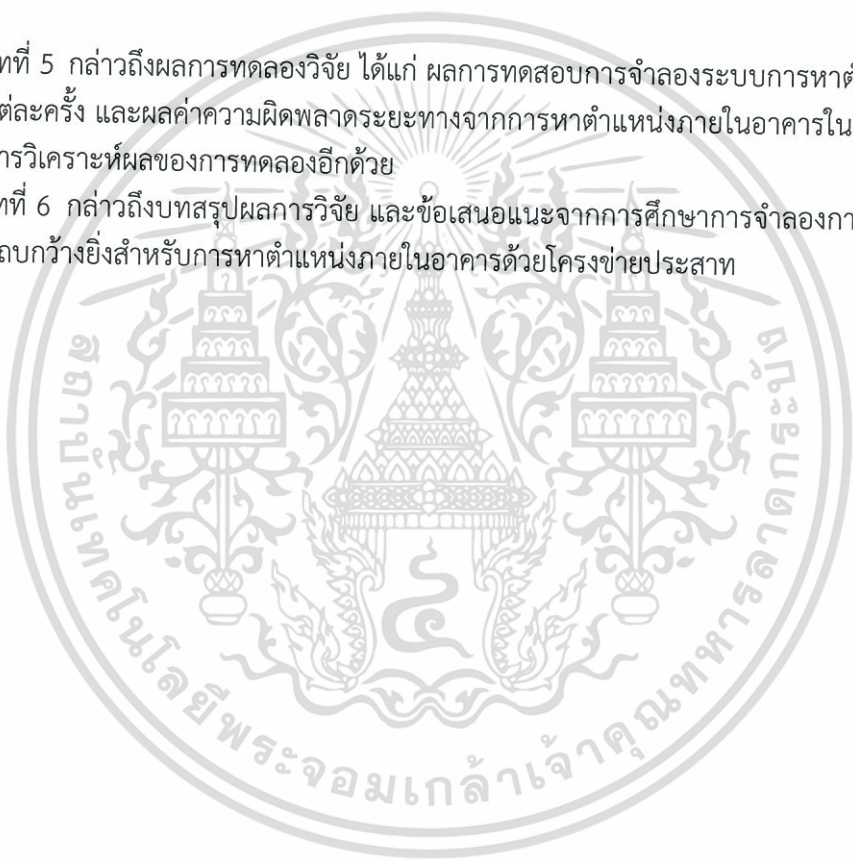 ทที่ 5 กล่าวถึงผลการทดลองวิจัย ได้แก่ ผลการทดสอบการจำลองระบบการหาตำ
ต่ละครั้ง และผลค่าความผิดพลาดระยะทางจากการหาตำแหน่งภายในอาคารใน
ารวิเคราะห์ผลของการทดลองอีกด้วย
ทที่ 6 กล่าวถึงบทสรุปผลการวิจัย และข้อเสนอแนะจากการศึกษาการจำลองกา
ถบกว้างยิ่งสำหรับการหาตำแหน่งภายในอาคารด้วยโครงข่ายประสาท
สถาบันเทคโนโลยีพระจอมเกล้าเจ้าคุณทหารลาดกระบัง